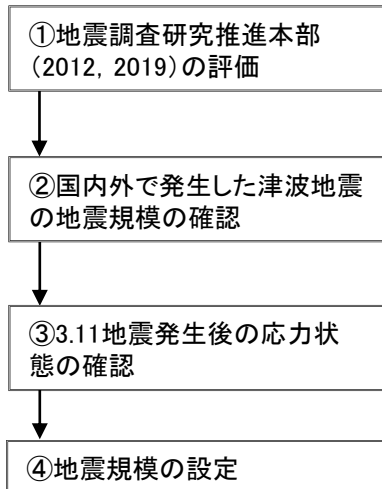 ①地震調査研究推進本部
(2012, 2019)の評価
②国内外で発生した津波地震
の地震規模の確認
③3.11地震発生後の応力状
態の確認
④地震規模の設定